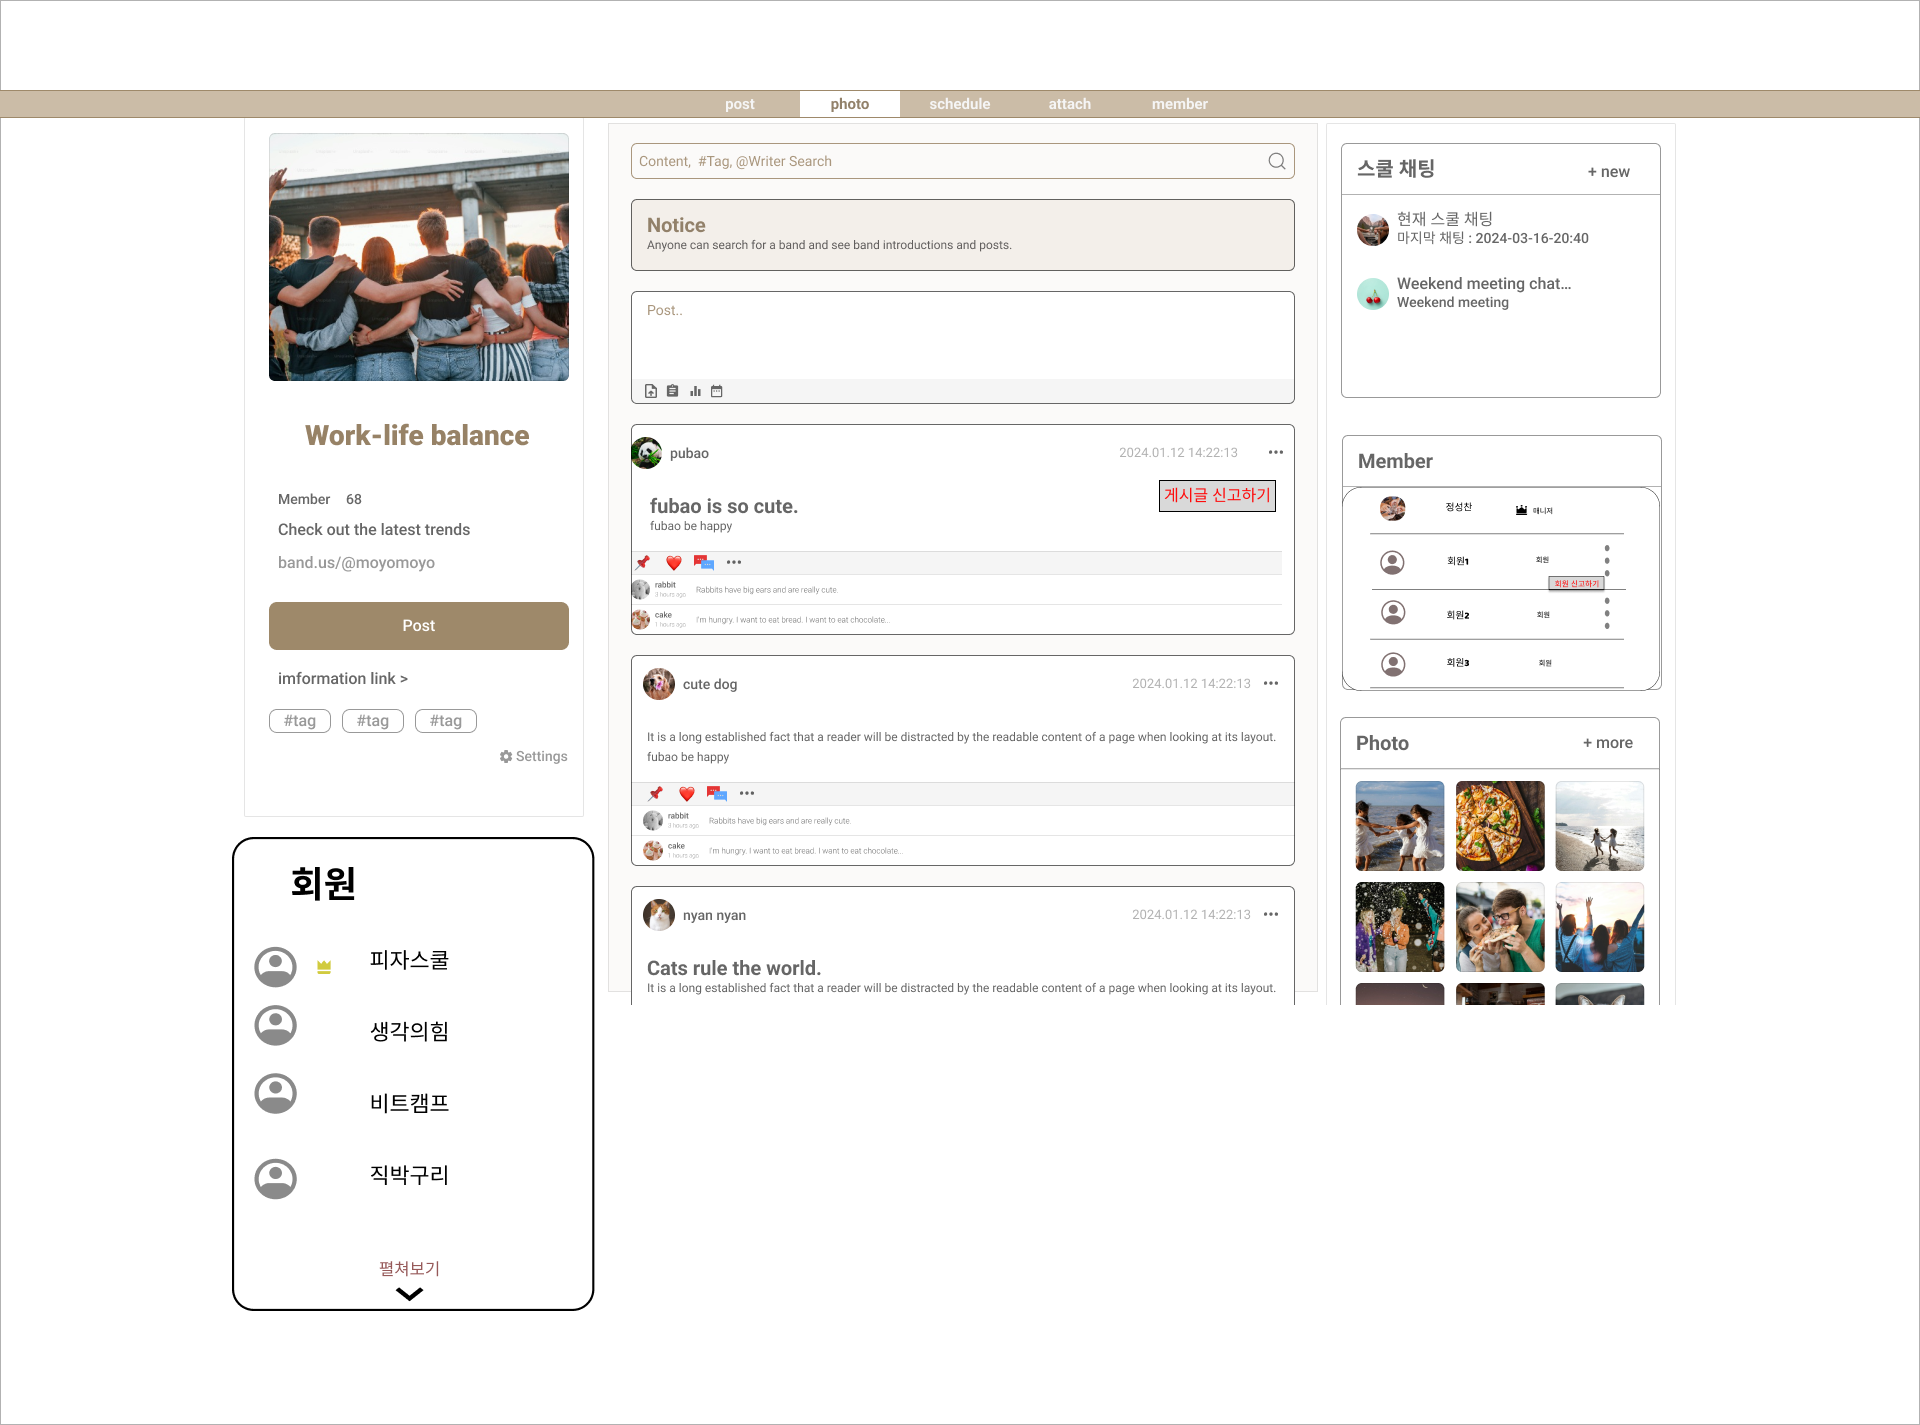 post
photo
schedule
attach
member
Work-life balance
Member 68
Check out the latest trends
band.us/@moyomoyo
Post
imformation link >
#tag
#tag
#tag
Settings
회원
피자스쿨
생각의힘
비트캠프
직박구리
펼쳐보기
Content, #Tag, @Writer Search
Notice
Anyone can search for a band and see band introductions and posts.
Post..
pubao
2024.01.12 14:22:13
게시글 신고하기
fubao is so cute.
fubao be happy
rabbit
3 hours ago
Rabbits have big ears and are really cute.
cake
1 hours ago
I'm hungry. I want to eat bread. I want to eat chocolate...
cute dog
2024.01.12 14:22:13
It is a long established fact that a reader will be distracted by the readable content of a page when looking at its layout.
fubao be happy
rabbit
3 hours ago
Rabbits have big ears and are really cute.
cake
1 hours ago
I'm hungry. I want to eat bread. I want to eat chocolate...
nyan nyan
2024.01.12 14:22:13
Cats rule the world.
It is a long established fact that a reader will be distracted by the readable content of a page when looking at its layout.
스쿨 채팅
+ new
현재 스쿨 채팅
마지막 채팅 : 2024-03-16-20:40
Weekend meeting chat...
Weekend meeting
Member
정성찬
매니저
회원1
회원
회원 신고하기
회원2
회원
회원3
회원
Photo
+ more